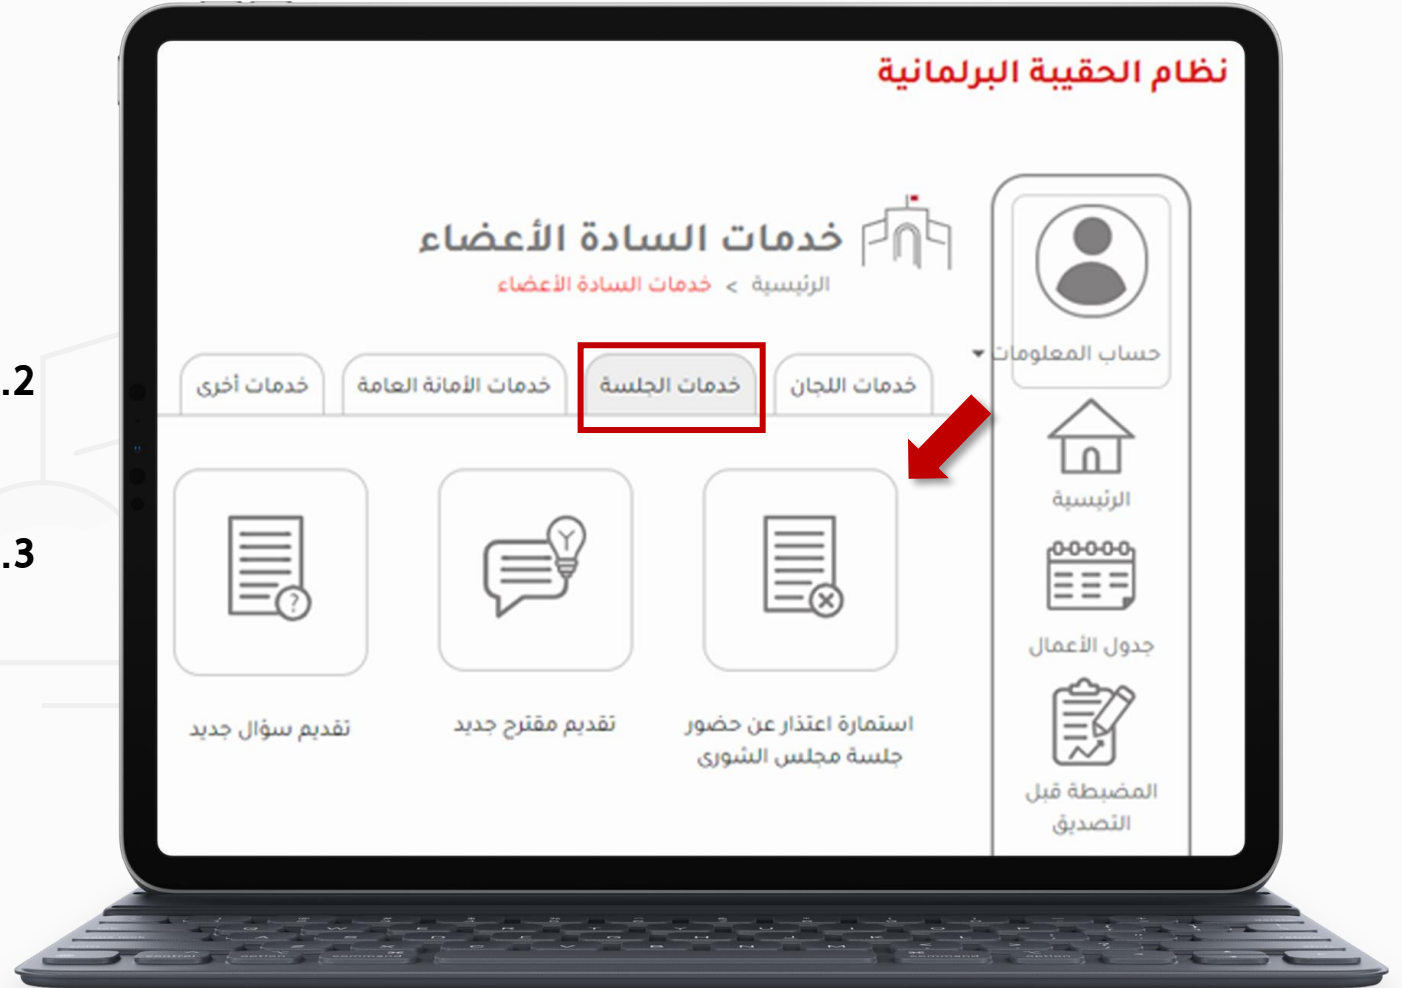 نظام الحقيبة البرلمانية
خدمات السادة الأعضاء
الرئيسية > خدمات السادة الأعضاء
حساب المعلومات
خدمات اللجان
خدمات الجلسة
خدمات الأمانة العامة
خدمات أخرى
الرئيسية
جدول الأعمال
المضبطة قبل
التصديق
استمارة اعتذار عن حضور
جلسة مجلس الشورى
تقديم مقترح جديد
تقديم سؤال جديد
.2
.3